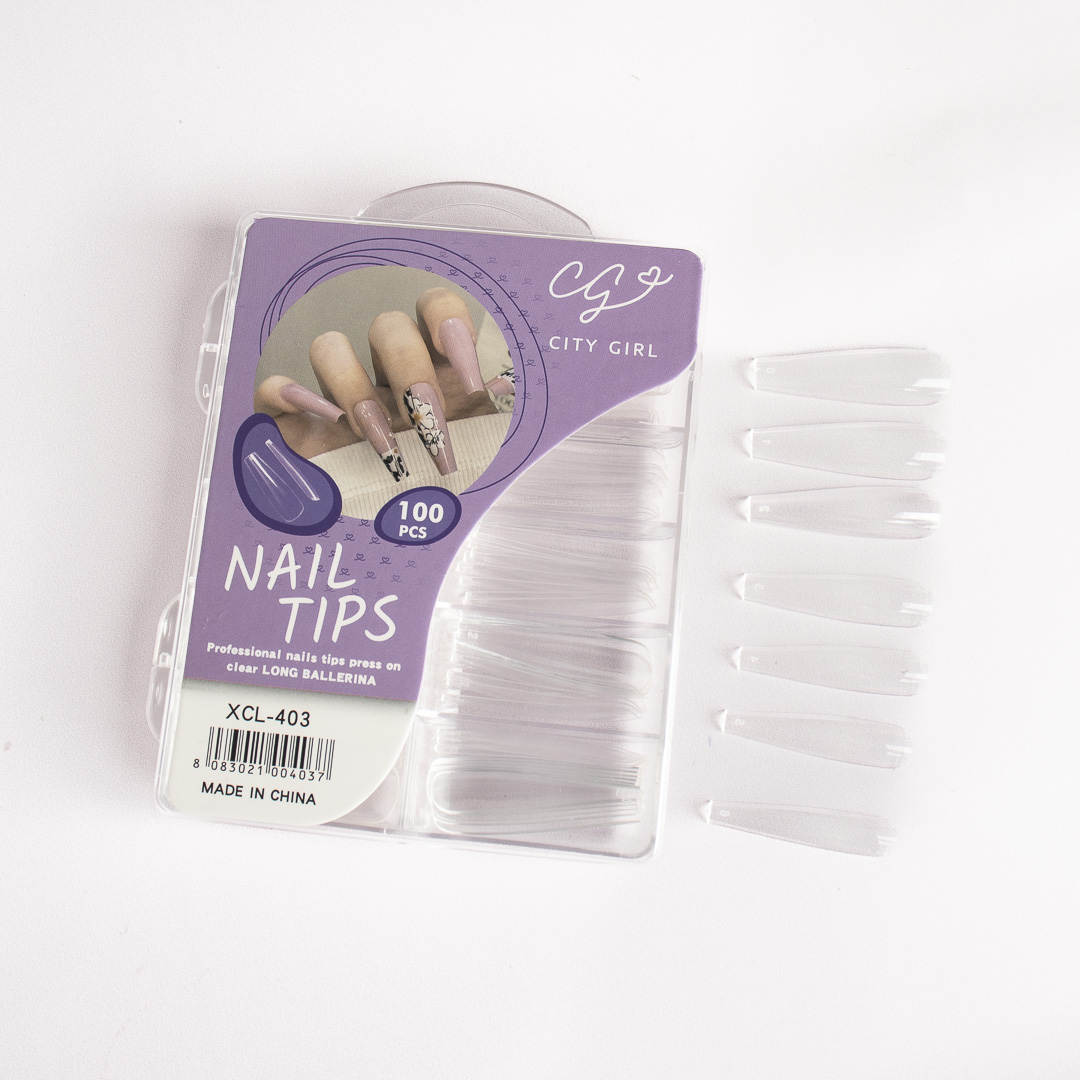 CG
CITY GIRL
100
PCS
NAIL
TIPS
Professional nails tips press on
clear LONG BALLERINA
XCL-403
8 083021 004037
MADE IN CHINA
0